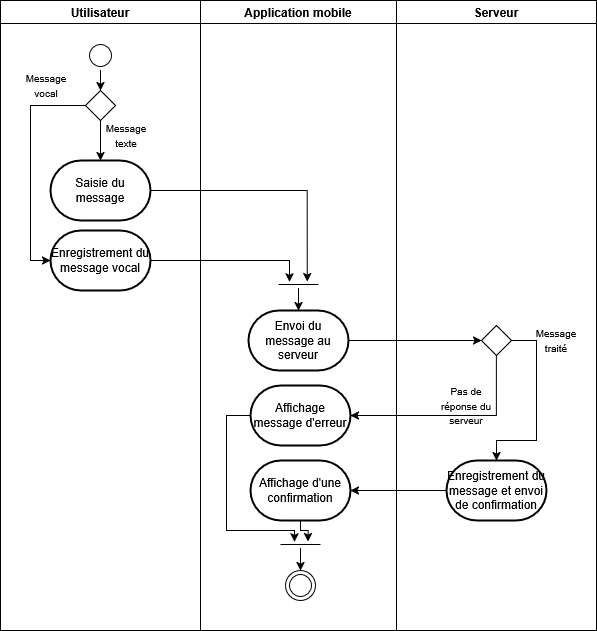 Utilisateur
Application mobile
Serveur
Message
vocal
Message
texte
Saisie du
message
Enregistrement du
message vocal
Envoi du
message au
serveur
Message
traité
Pas de
réponse du
serveur
Affichage
message d'erreur
Affichage d'une
confirmation
Enregistrement du
message et envoi
de confirmation